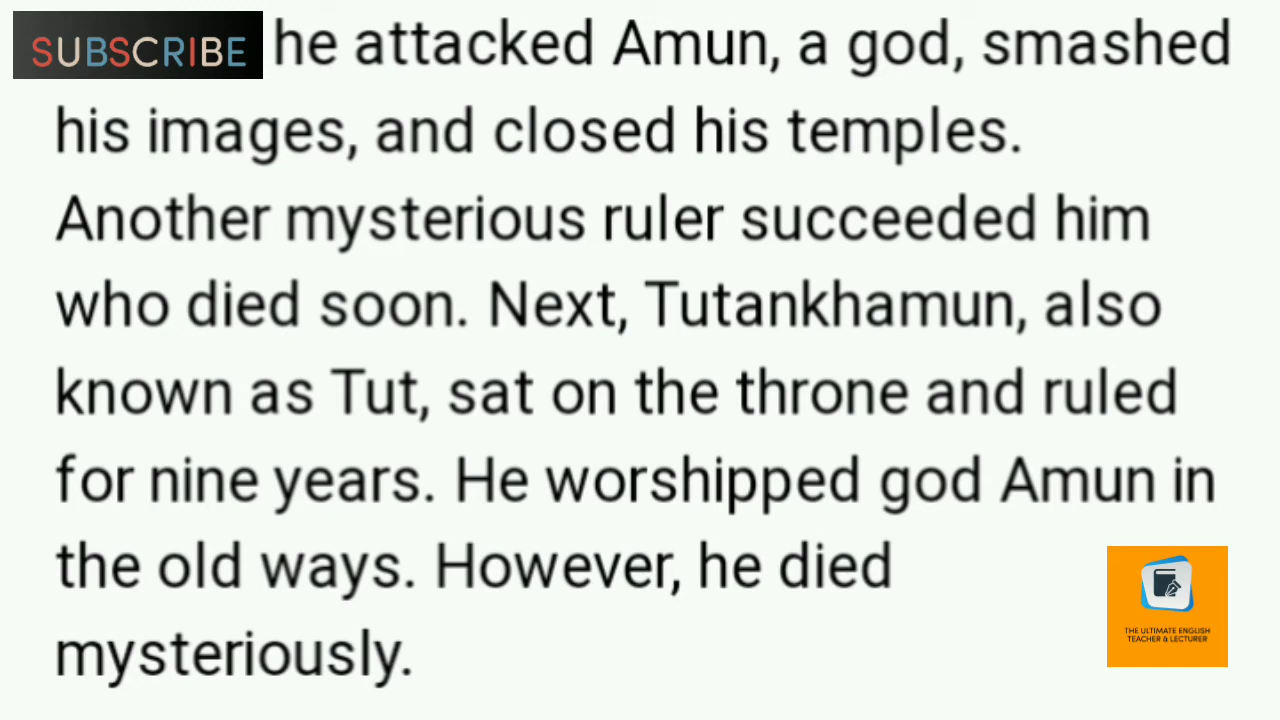 SUBSCRIBE he attacked Amun, a god, smashed
his images, and closed his temples.
Another mysterious ruler succeeded him
who died soon. Next, Tutankhamun, also
known as Tut, sat on the throne and ruled
for nine years. He worshipped god Amun in
the old ways. However, he died
mysteriously.
THE ULTIMATE ENGLISH
TEACHER & LECTURER